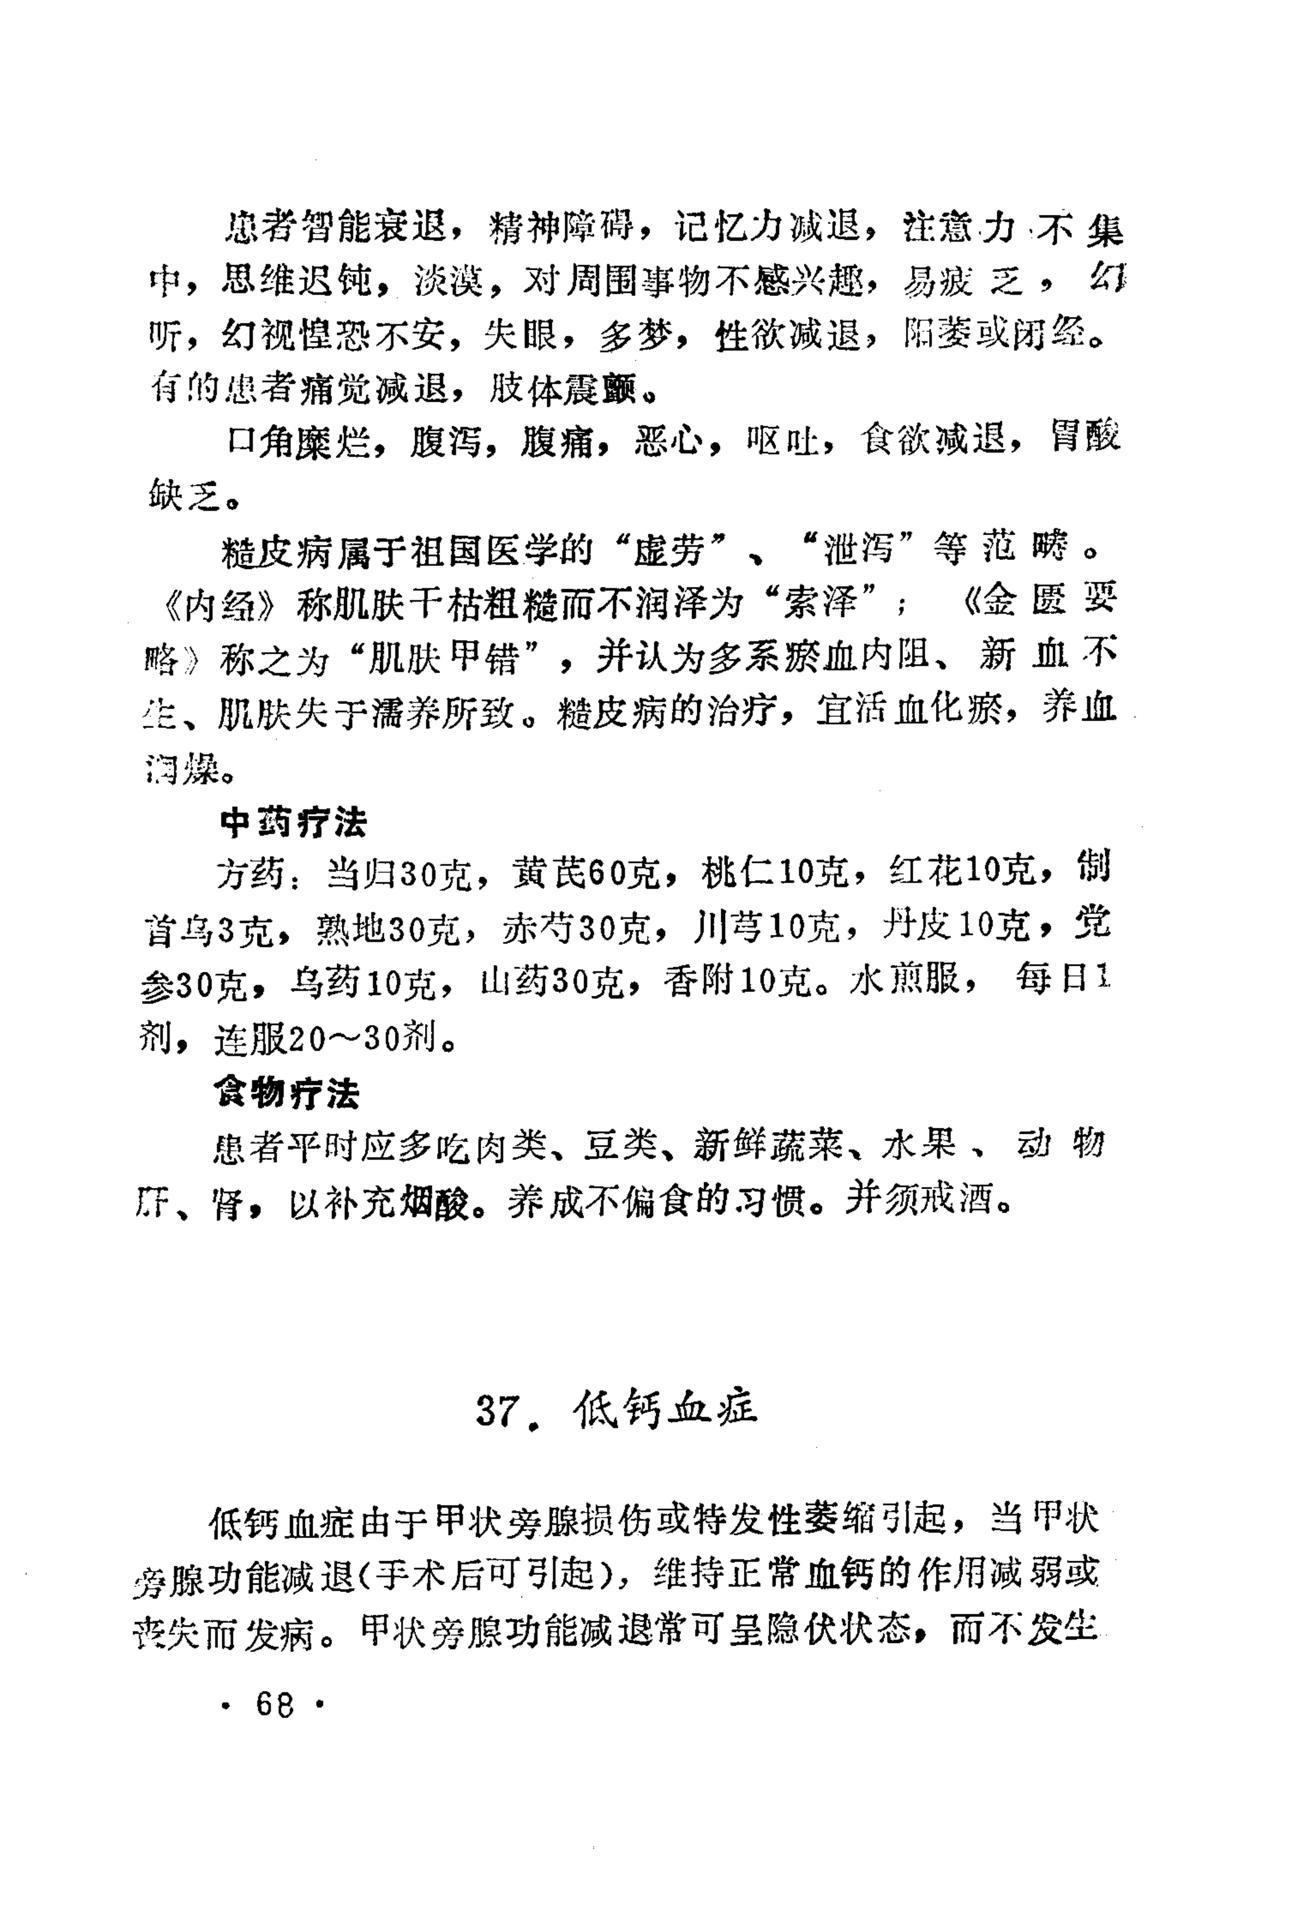 患者智能衰退，精神障碍，记忆力减退，注意力不集
中，思维迟钝，淡漠，对周围事物不感兴趣，易疲乏，幻
听，幻视惶恐不安，失眼，多梦，性欲减退，阳萎或闭经。
有的患者痛觉减退，肢体震颤。
口角糜烂，腹泻，腹痛，恶心，呕吐，食欲减退，胃酸
缺乏。
糙皮病属于祖国医学的“虚劳”、“泄泻”等范畴。
《内经》称肌肤干枯粗糙而不润泽为“索泽”；《金匮要
略》称之为“肌肤甲错”，并认为多系瘀血内阻、新血不
生、肌肤失于濡养所致。糙皮病的治疗，宜活血化瘀，养血
润燥。
中药疗法
方药：当归30克，黄芪60克，桃仁10克，红花10克，制
首乌3克，熟地30克，赤芍30克，川芎10克，丹皮10克，党
参30克，乌药10克，山药30克，香附10克。水煎服，每日1
剂，连服20～30剂。
食物疗法
患者平时应多吃肉类、豆类、新鲜蔬菜、水果、动物
肝、肾，以补充烟酸。养成不偏食的习惯。并须戒酒。
37．低钙血症
低钙血症由于甲状旁腺损伤或特发性萎缩引起，当甲状
旁腺功能减退(手术后可引起)，维持正常血钙的作用减弱或
丧失而发病。甲状旁腺功能减退常可呈隐伏状态，而不发生
· 68 ·